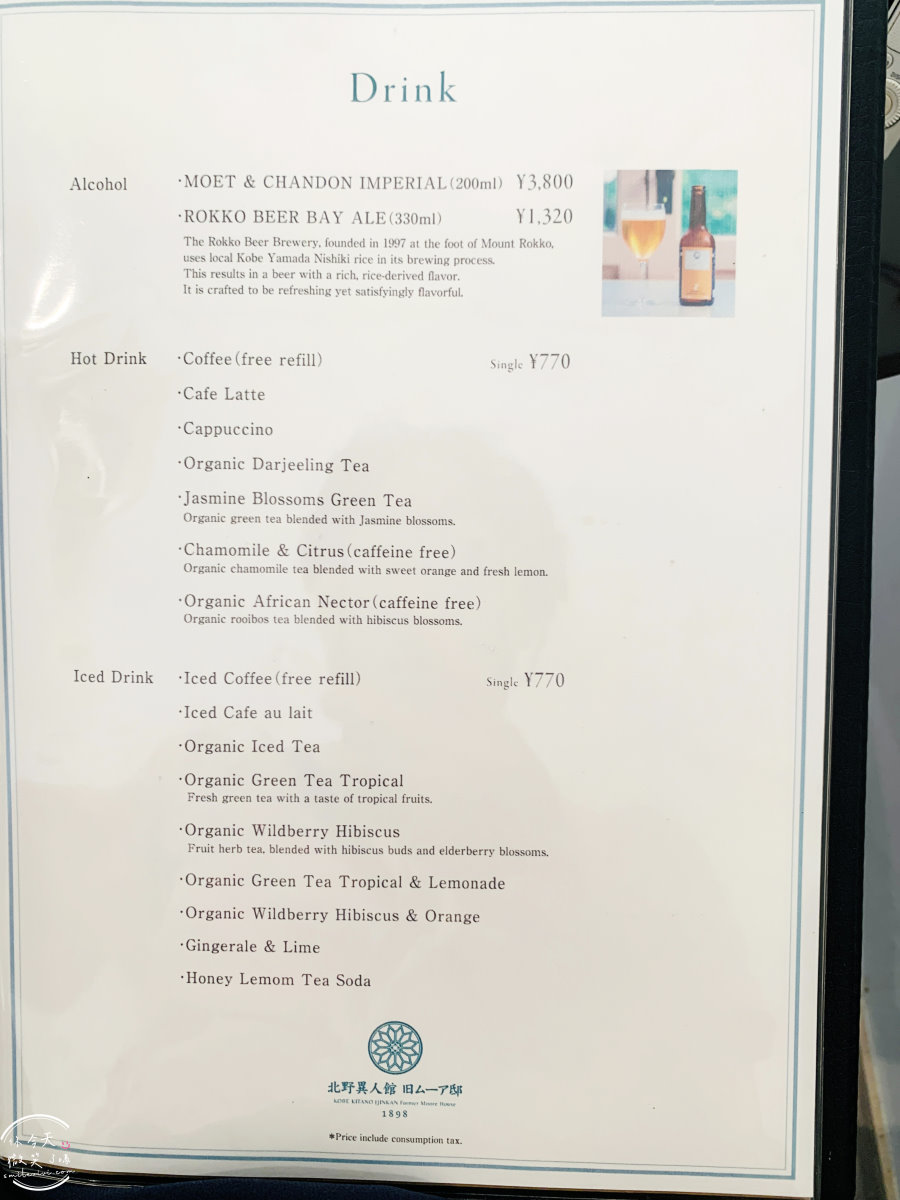 Drink
Alcohol
・MOET & CHANDON IMPERIAL(200ml) ¥3,800
・ROKKO BEER BAY ALE(330ml) ¥1,320
The Rokko Beer Brewery, founded in 1997 at the foot of Mount Rokko,
uses local Kobe Yamada Nishiki rice in its brewing process.
This results in a beer with a rich, rice-derived flavor.
It is crafted to be refreshing yet satisfyingly flavorful.
Hot Drink
・Coffee(free refill) Single ¥770
・Cafe Latte
・Cappuccino
・Organic Darjeeling Tea
・Jasmine Blossoms Green Tea
Organic green tea blended with Jasmine blossoms.
・Chamomile & Citrus(caffeine free)
Organic chamomile tea blended with sweet orange and fresh lemon.
・Organic African Nector(caffeine free)
Organic rooibos tea blended with hibiscus blossoms.
Iced Drink
・Iced Coffee(free refill) Single ¥770
・Iced Cafe au lait
・Organic Iced Tea
・Organic Green Tea Tropical
Fresh green tea with a taste of tropical fruits.
・Organic Wildberry Hibiscus
Fruit herb tea, blended with hibiscus buds and elderberry blossoms.
・Organic Green Tea Tropical & Lemonade
・Organic Wildberry Hibiscus & Orange
・Gingerale & Lime
・Honey Lemom Tea Soda
北野異人館 旧ムーア邸
KOBE KITANO IJINKAN Former Moore House
1898
*Price include consumption tax.
你今天
微笑了嗎